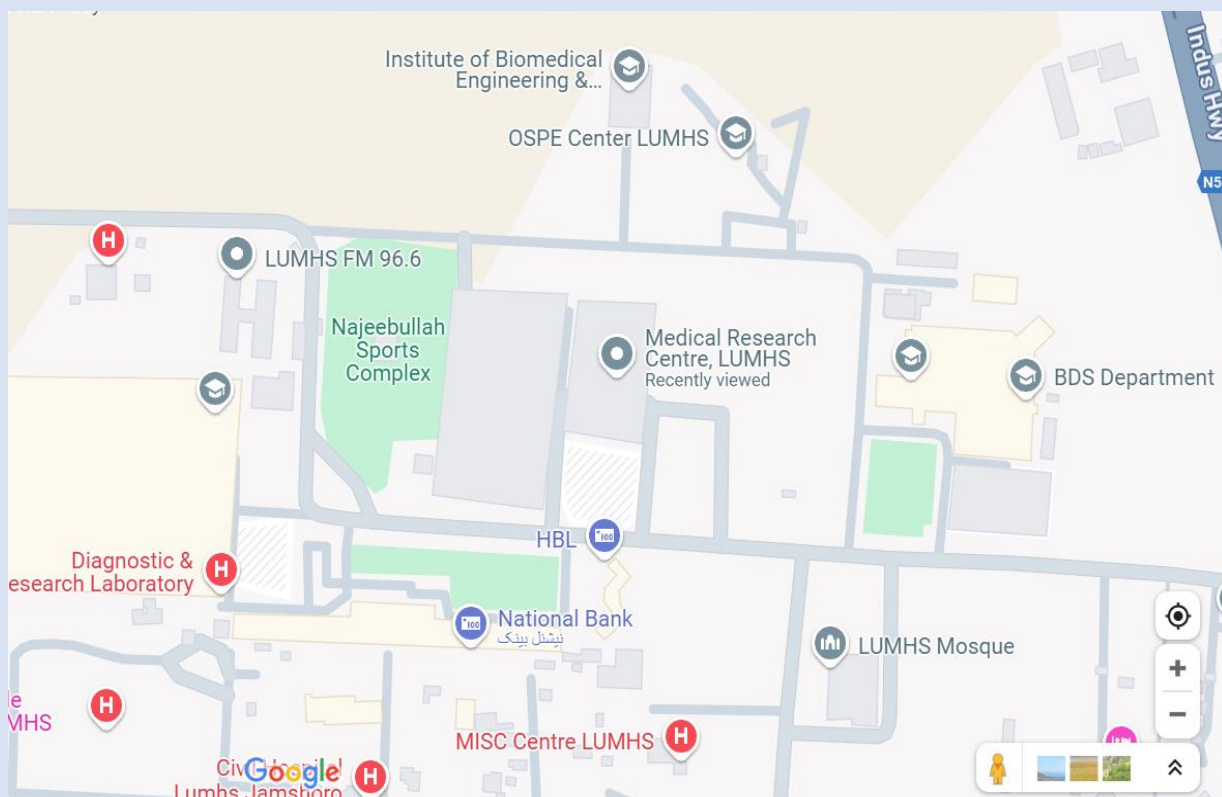 Indus Hwy
Institute of Biomedical
Engineering &...
OSPE Center LUMHS
N5
LUMHS FM 96.6
Najeebullah
Sports
Complex
Medical Research
Centre, LUMHS
Recently viewed
BDS Department
HBL
Diagnostic &
esearch Laboratory
National Bank
نیشنل بینک
LUMHS Mosque
MHS
MISC Centre LUMHS
Google
Lumhs Jamshoro